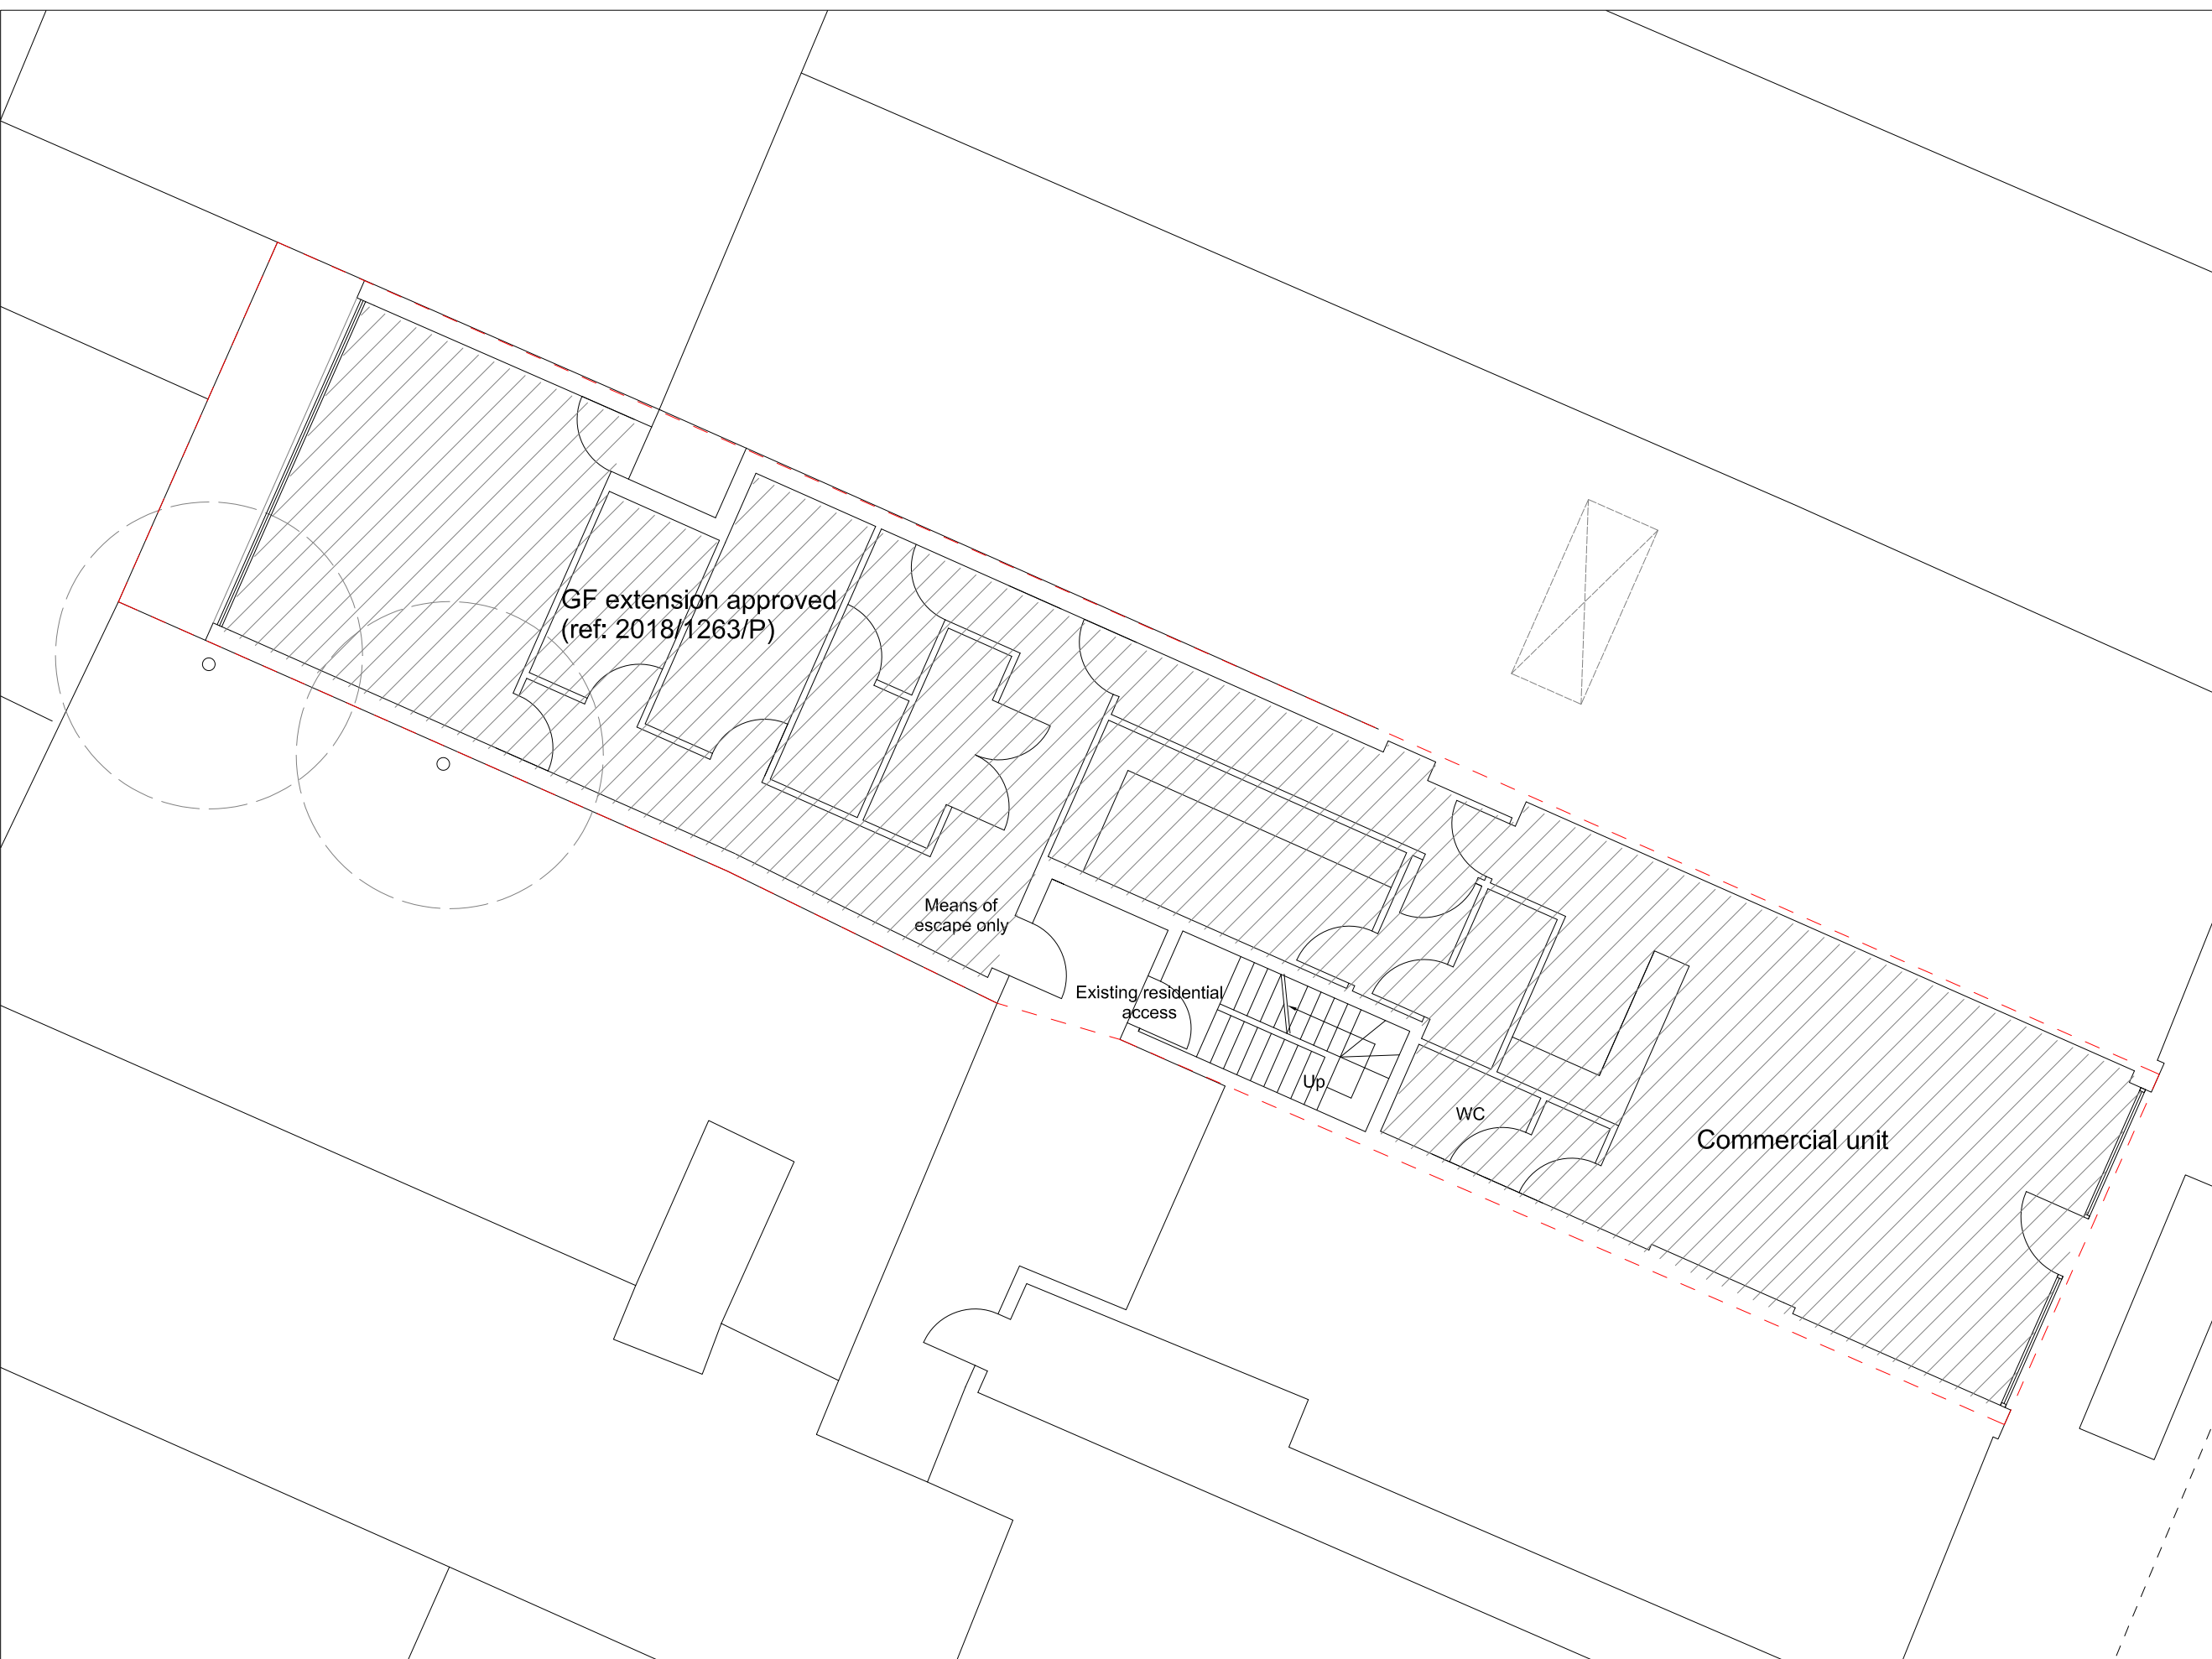 GF extension approved
(ref: 2018/1263/P)
Means of
escape only
Existing residential
access
Up
WC
Commercial unit